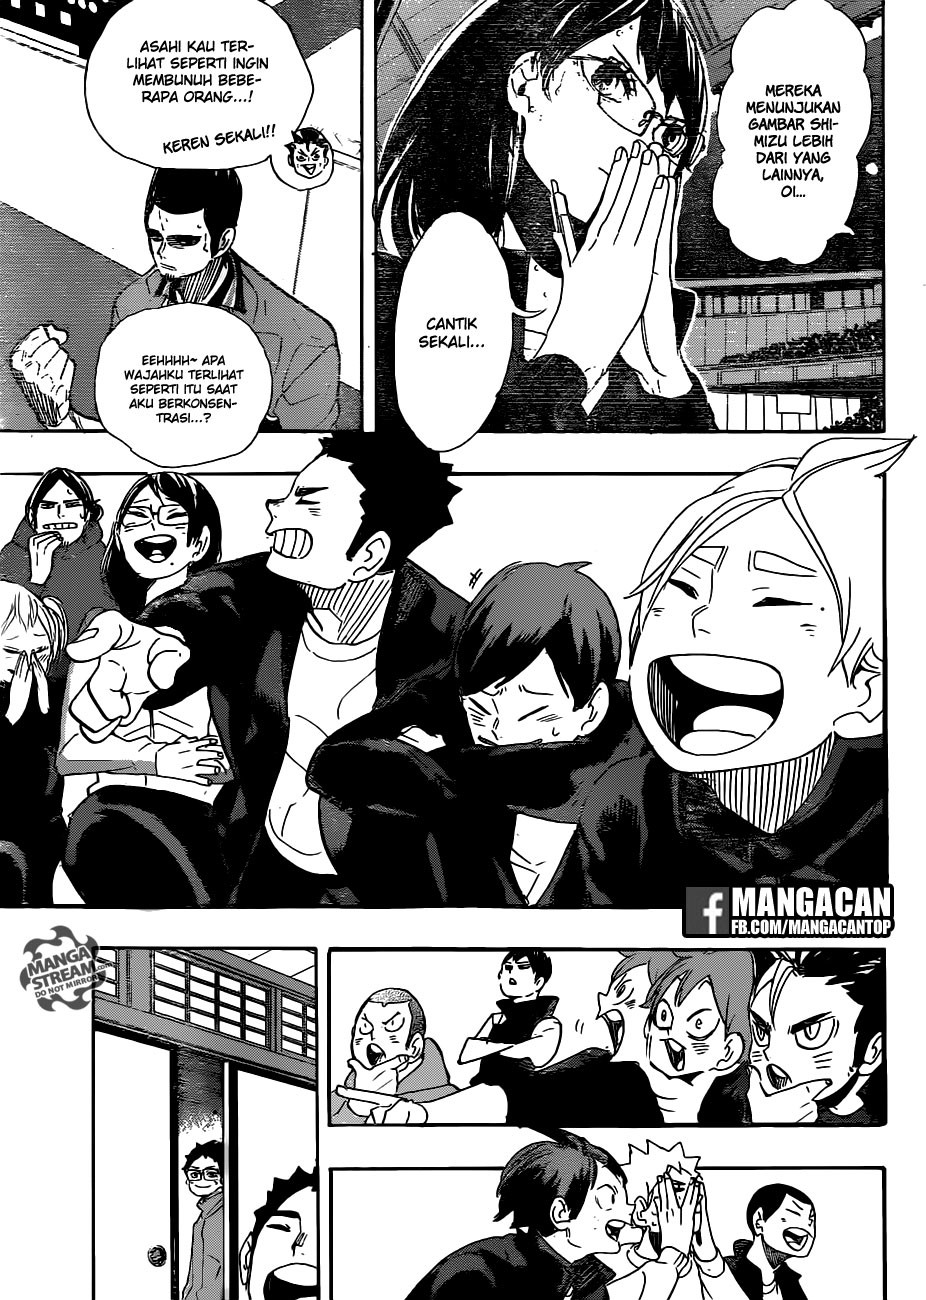 MEREKA
MENUNJUKAN
GAMBAR SHI-
MIZU LEBIH
DARI YANG
LAINNYA,
OI...
CANTIK
SEKALI...
ASAHI KAU TER-
LIHAT SEPERTI INGIN
MEMBUNUH BEBE-
RAPA ORANG...!
KEREN SEKALI!!
EEHHHH~ APA
WAJAHKU TERLIHAT
SEPERTI ITU SAAT
AKU BERKONSEN-
TRASI...?
f MANGACAN
FB.COM/MANGACANTOP
MANGA
STREAM.COM
DO NOT MIRROR